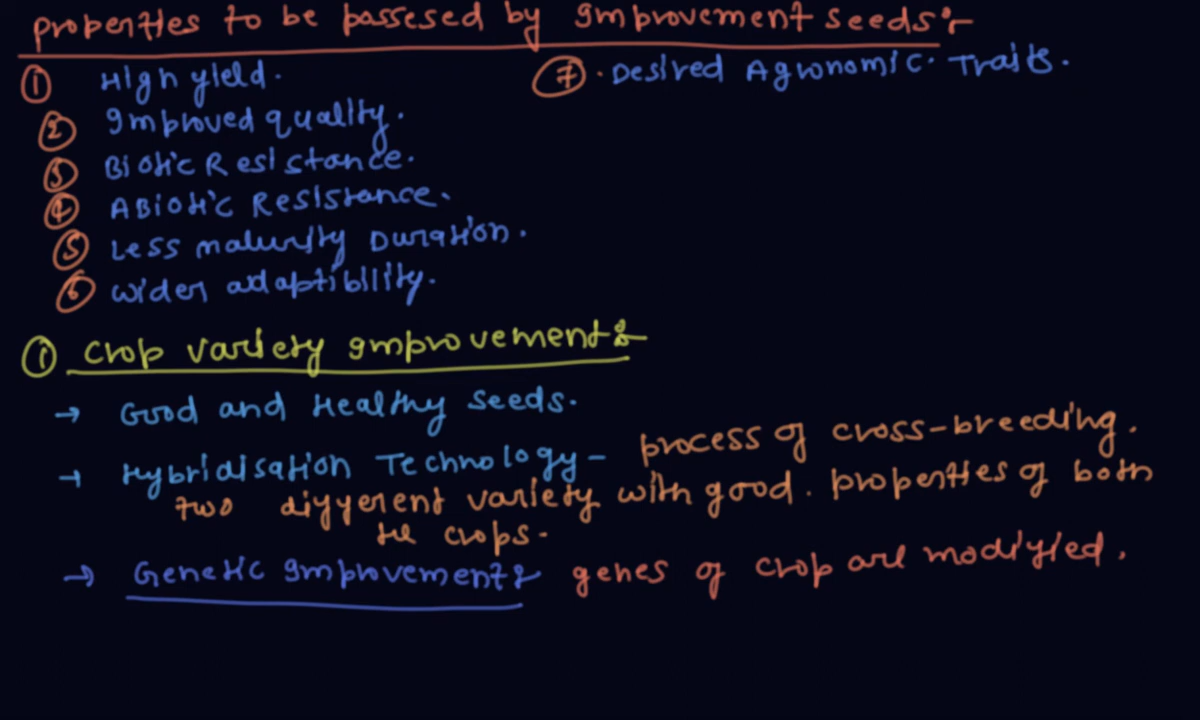 properties to be passesed by improvement seeds:-
① High yield.
② improved quality.
③ Biotic Resistance.
④ ABiotic Resistance.
⑤ Less maturity Duration.
⑥ wider adaptibility.
⑦ . Desired Agronomic. Traits.
① crop variety improvement:-
→ Good and Healthy seeds.
→ Hybridisation Technology - process of cross-breeding.
two different variety with good. properties of both
the crops.
→ Genetic improvement:- genes of crop are modified.